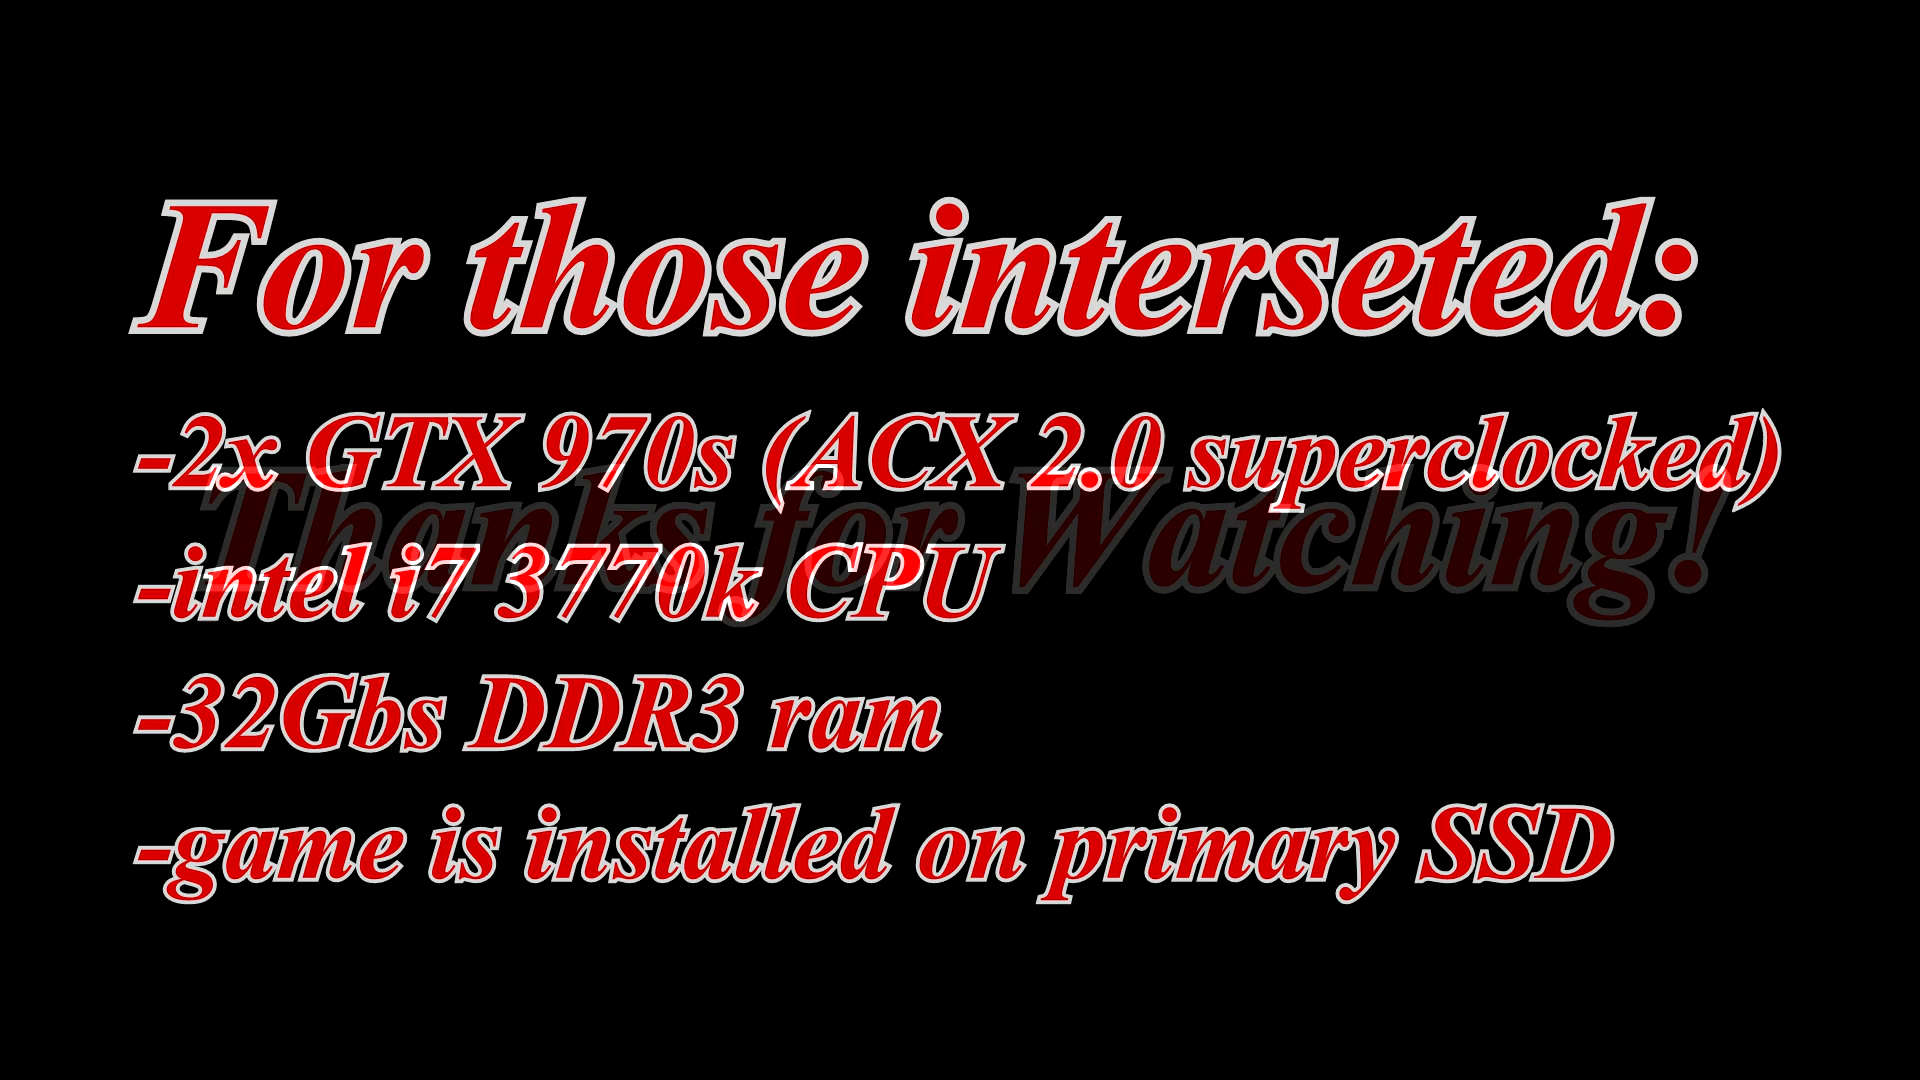 For those interseted:
-2x GTX 970s (ACX 2.0 superclocked)
Thanks for Watching!
-intel i7 3770k CPU
-32Gbs DDR3 ram
-game is installed on primary SSD